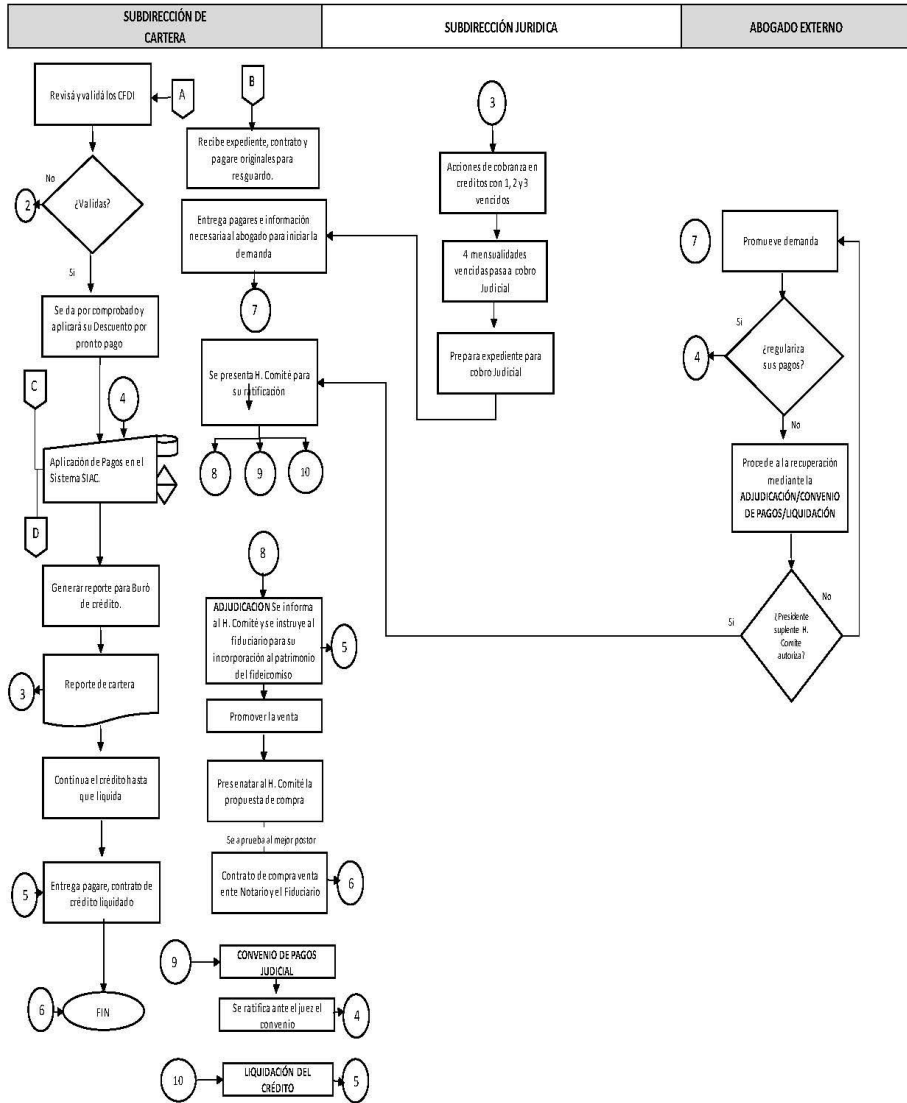 SUBDIRECCIÓN DE
CARTERA
SUBDIRECCIÓN JURIDICA
ABOGADO EXTERNO
Revisá y validá los CFDI
A
No
2
¿Validas?
Si
Se da por comprobado y
aplicará su Descuento por
pronto pago
C
4
Aplicación de Pagos en el
Sistema SIAC.
D
Generar reporte para Buró
de crédito.
3
Reporte de cartera
Continua el crédito hasta
que liquida
5
Entrega pagare, contrato de
crédito liquidado
6
FIN
B
Recibe expediente, contrato y
pagare originales para
resguardo.
Entrega pagares e información
necesaria al abogado para iniciar la
demanda
7
Se presenta H. Comité para
su ratificación
8
9
10
8
ADJUDICACION Se informa
al H. Comité y se instruye al
fiduciario para su
incorporación al patrimonio
del fideicomiso
5
Promover la venta
Presenatar al H. Comité la
propuesta de compra
Se aprueba al mejor postor
Contrato de compra venta
ente Notario y el Fiduciario
6
9
CONVENIO DE PAGOS
JUDICIAL
Se ratifica ante el juez el
convenio
4
10
LIQUIDACIÓN DEL
CRÉDITO
5
3
Acciones de cobranza en
creditos con 1, 2 y 3
vencidos
4 mensualidades
vencidas pasa a cobro
Judicial
Prepara expediente para
cobro Judicial
7
Promueve demanda
Si
4
¿regulariza
sus pagos?
No
Procede a la recuperación
mediante la
ADJUDICACIÓN/CONVENIO
DE PAGOS/LIQUIDACIÓN
Si
No
¿Presidente
suplente H.
Comite
autoriza?